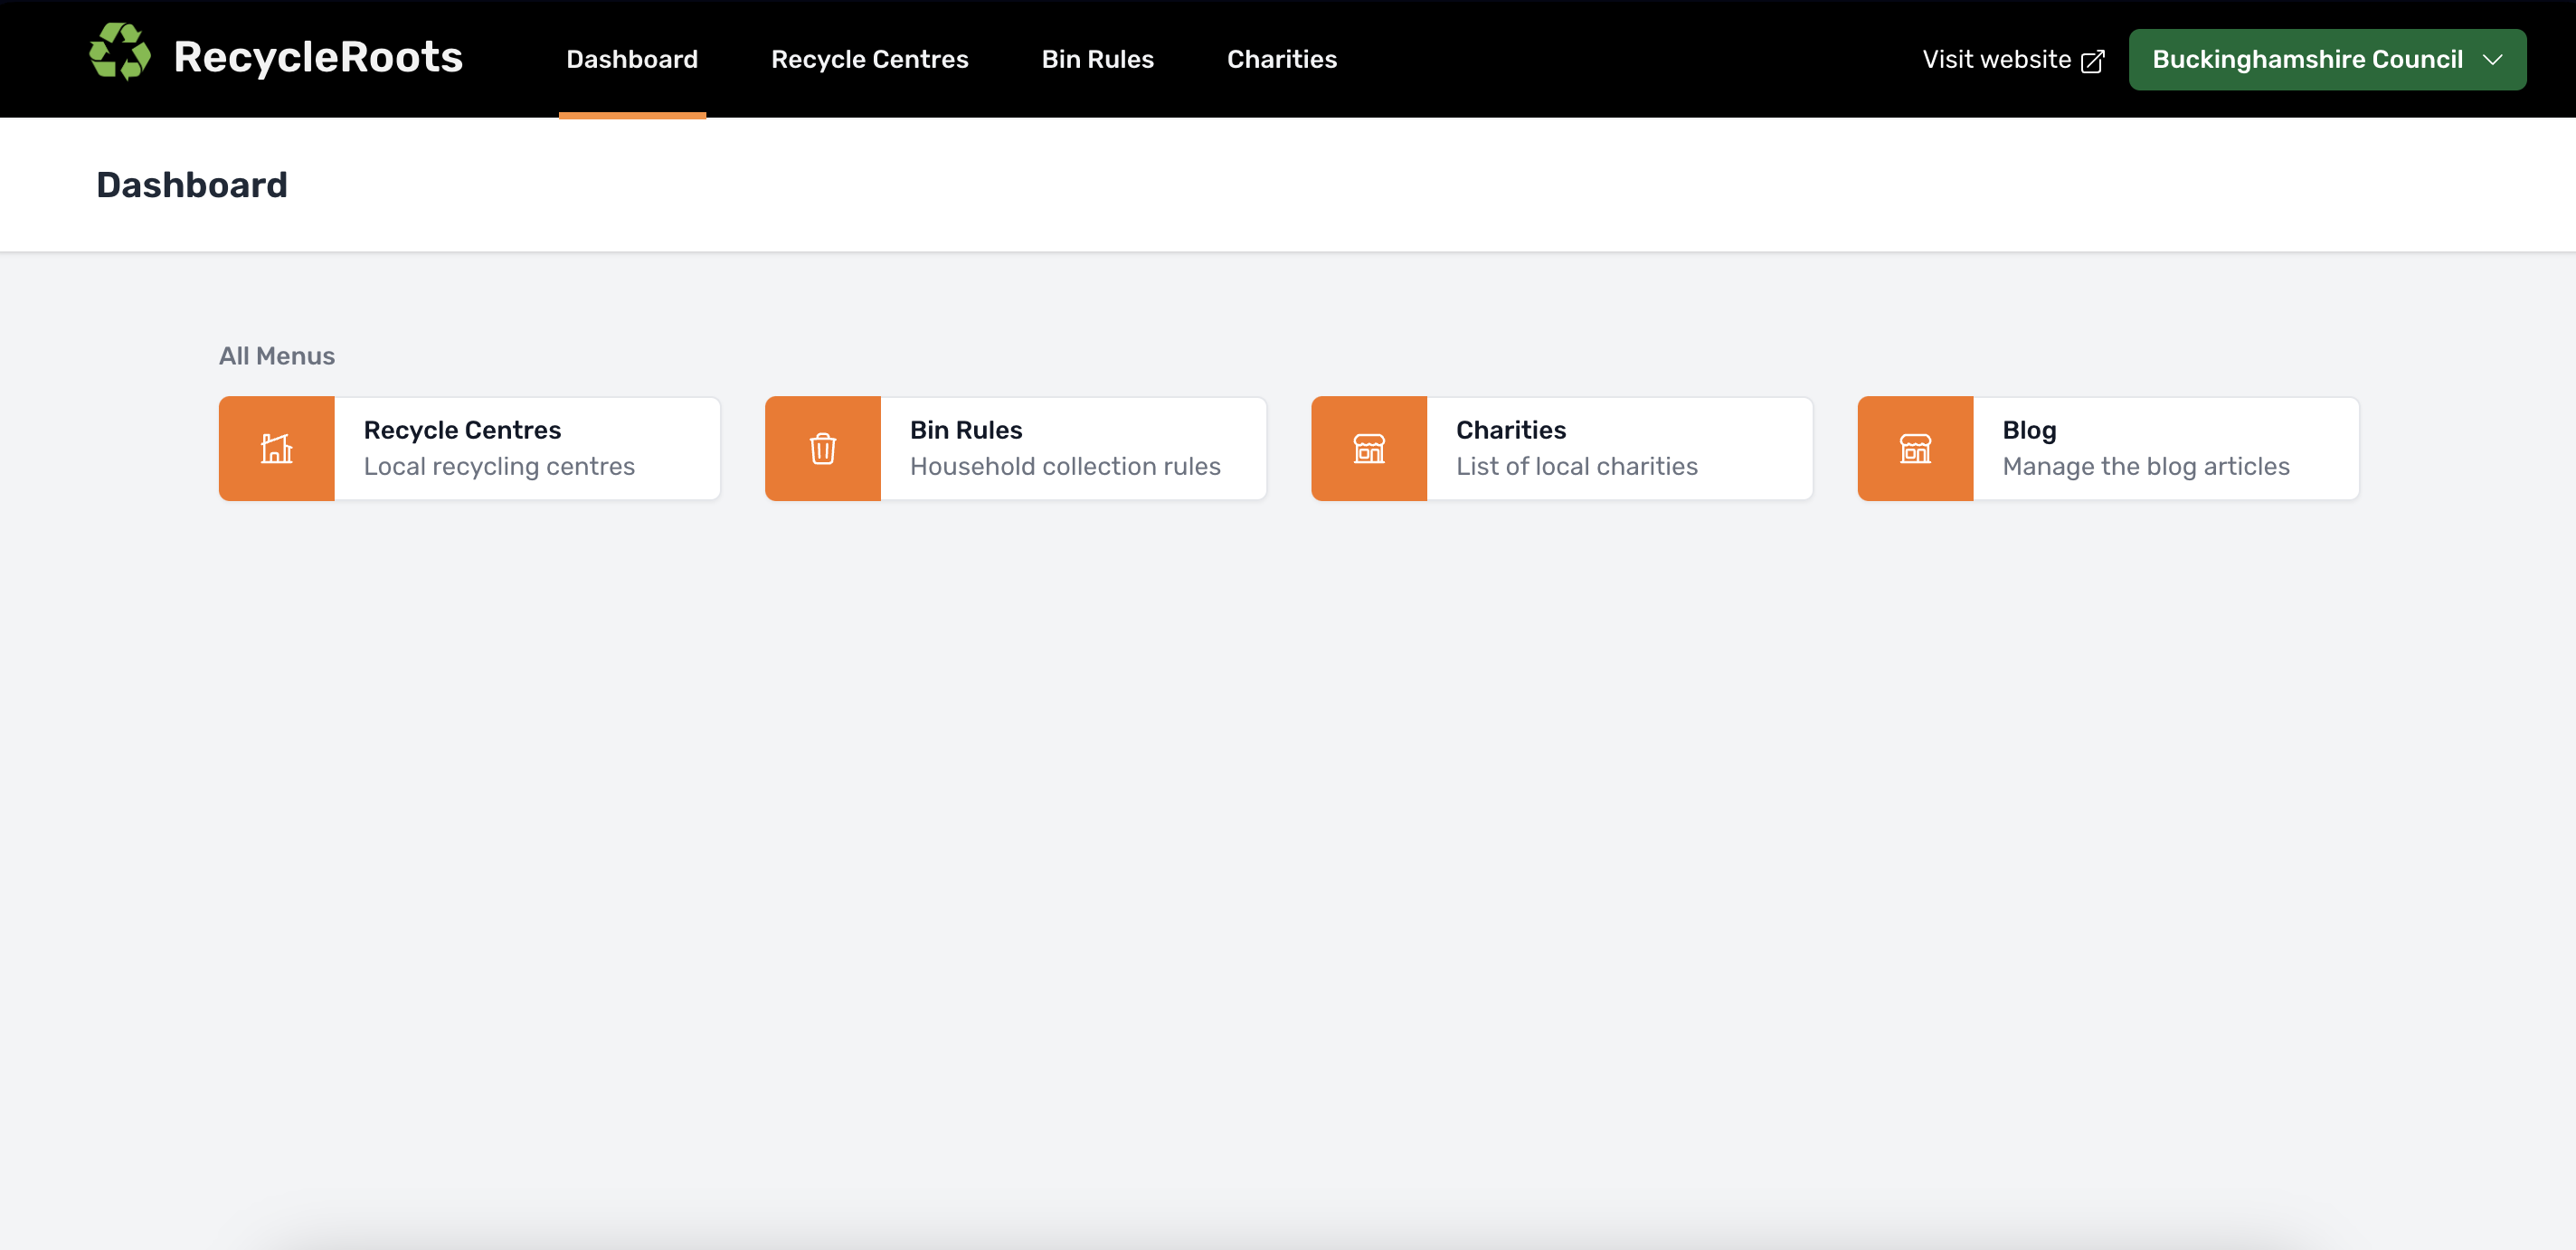 RecycleRoots
Dashboard
Recycle Centres
Bin Rules
Charities
Visit website
Buckinghamshire Council
Dashboard
All Menus
Recycle Centres
Local recycling centres
Bin Rules
Household collection rules
Charities
List of local charities
Blog
Manage the blog articles